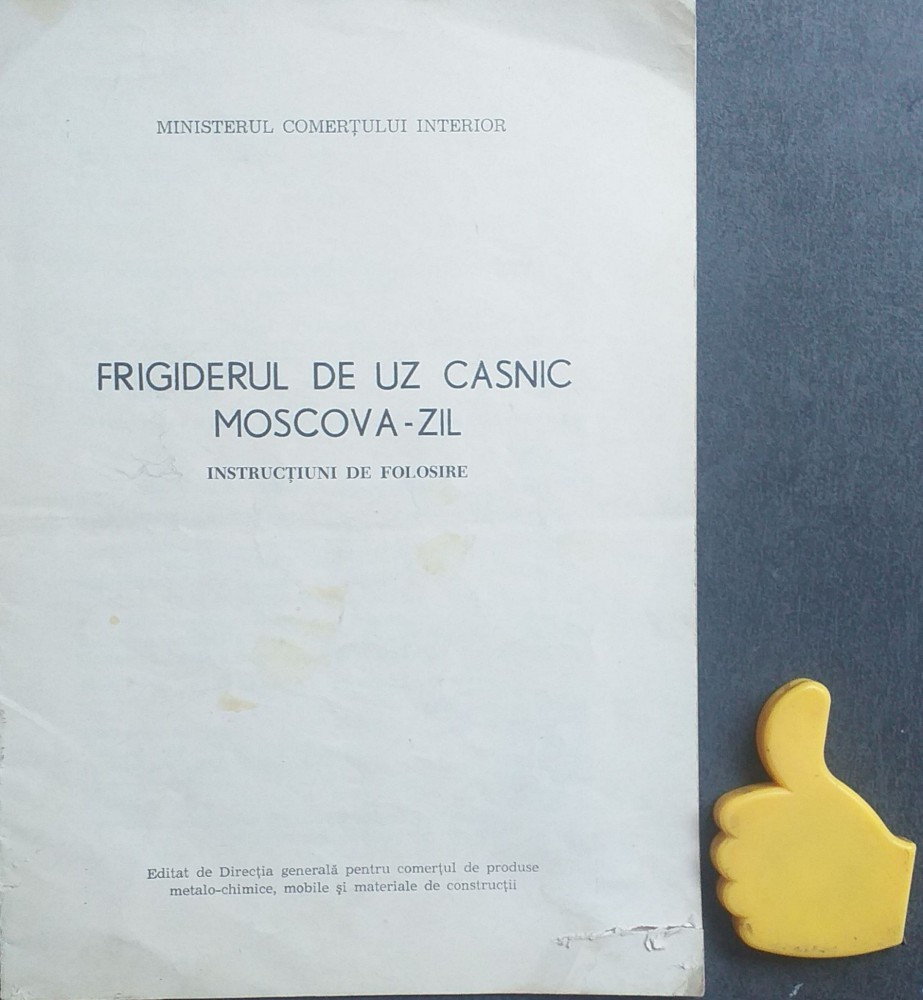 MINISTERUL COMERȚULUI INTERIOR
FRIGIDERUL DE UZ CASNIC
MOSCOVA-ZIL
INSTRUCȚIUNI DE FOLOSIRE
Editat de Direcția generală pentru comerțul de produse
metalo-chimice, mobile și materiale de construcții